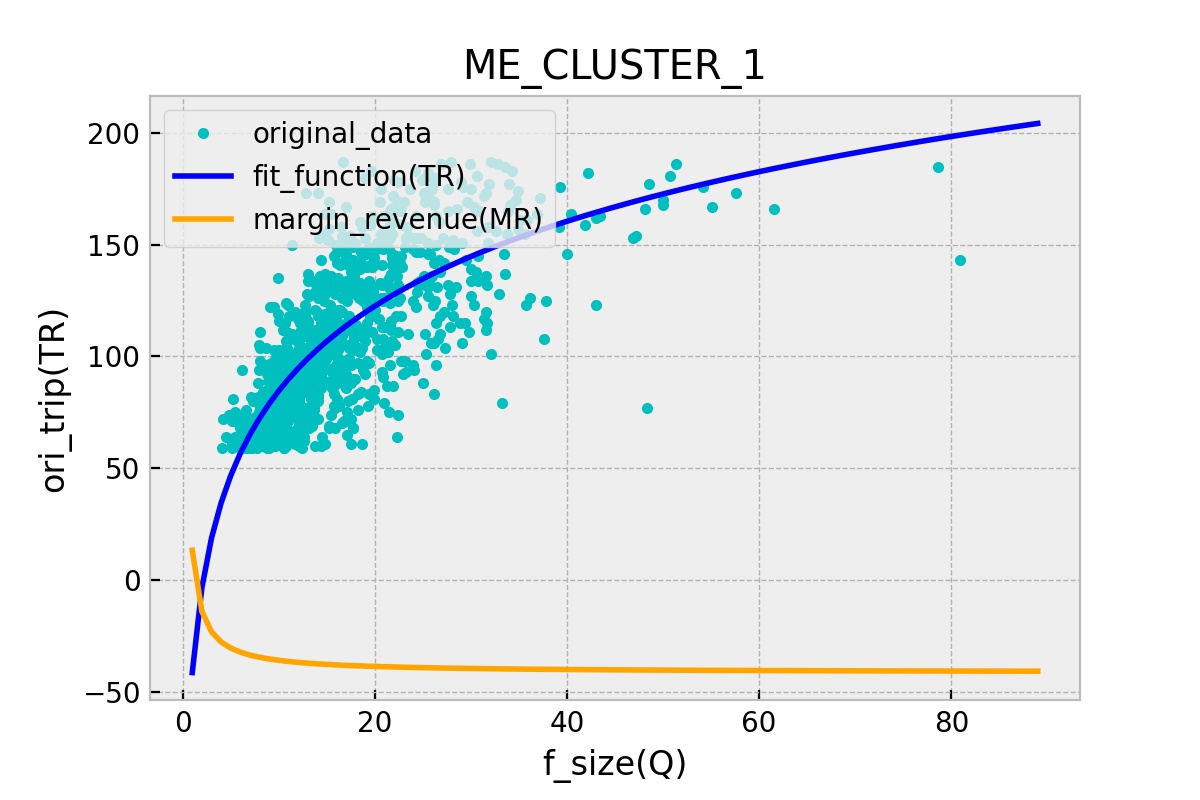 ME_CLUSTER_1
original_data
fit_function(TR)
margin_revenue(MR)
ori_trip(TR)
200
150
100
50
0
−50
0 20 40 60 80
f_size(Q)